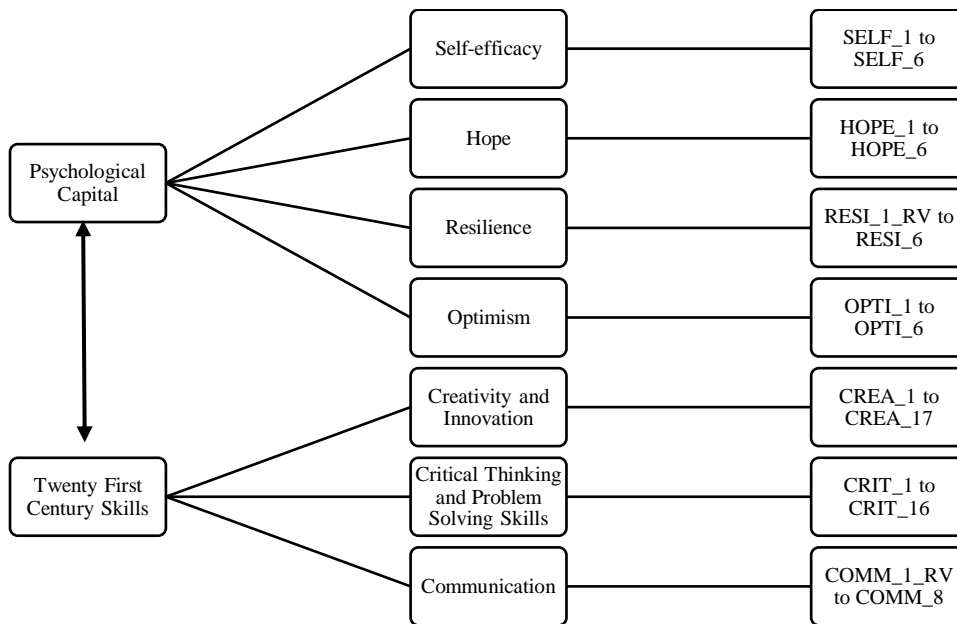 Self-efficacy
SELF_1 to
SELF_6
Hope
HOPE_1 to
HOPE_6
Psychological
Capital
Resilience
RESI_1_RV to
RESI_6
Optimism
OPTI_1 to
OPTI_6
Creativity and
Innovation
CREA_1 to
CREA_17
Twenty First
Century Skills
Critical Thinking
and Problem
Solving Skills
CRIT_1 to
CRIT_16
Communication
COMM_1_RV
to COMM_8